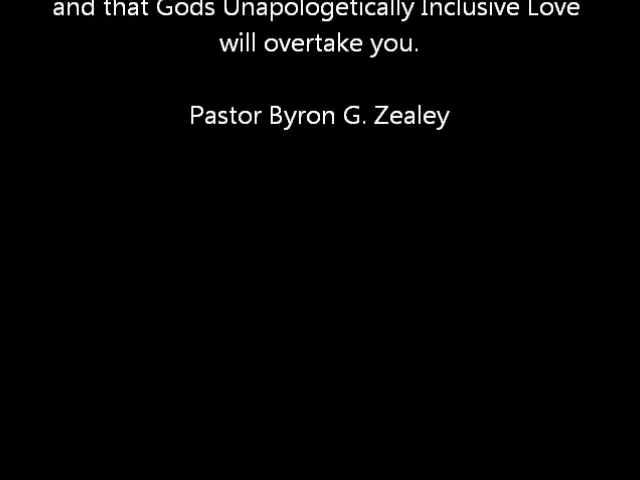 and that Gods Unapologetically Inclusive Love
will overtake you.
Pastor Byron G. Zealey